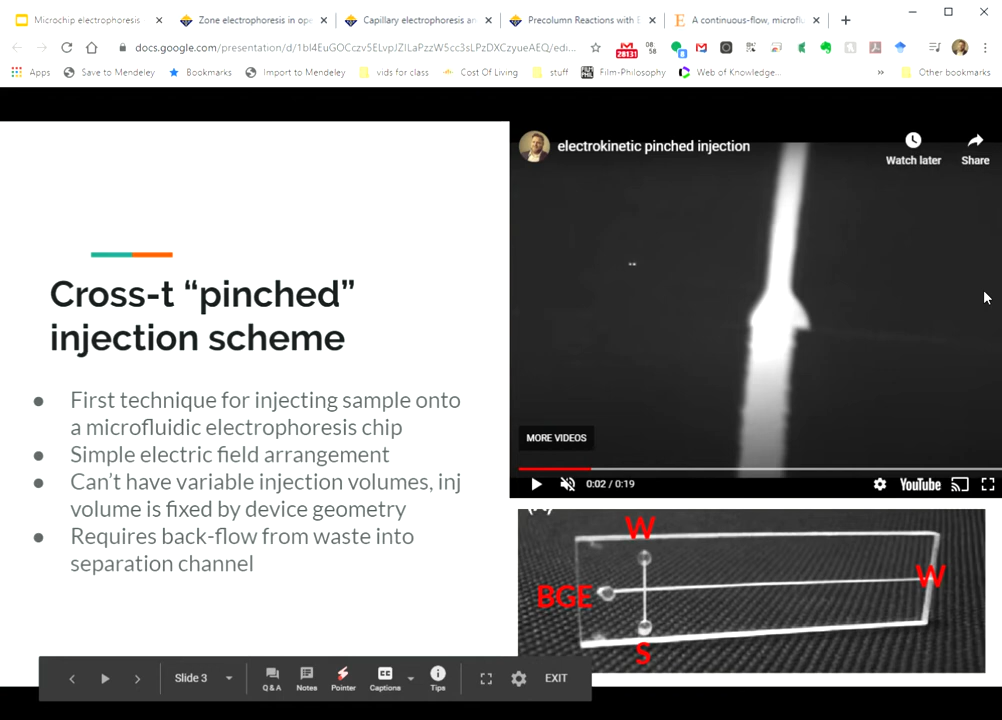 Microchip electrophoresis
Zone electrophoresis in ope
Capillary electrophoresis an
Precolumn Reactions with E
A continuous-flow, microflu
docs.google.com/presentation/d/1bI4EuGOCczv5ELvpJZILaPzzW5cc3sLPzDXCzyueAEQ/edi...
28131
Apps
Save to Mendeley
Bookmarks
Import to Mendeley
vids for class
Cost Of Living
stuff
Film-Philosophy
Web of Knowledge...
»
Other bookmarks
electrokinetic pinched injection
Watch later
Share
Cross-t “pinched”
injection scheme
● First technique for injecting sample onto
a microfluidic electrophoresis chip
● Simple electric field arrangement
● Can’t have variable injection volumes, inj
volume is fixed by device geometry
● Requires back-flow from waste into
separation channel
MORE VIDEOS
0:02 / 0:19
YouTube
W
BGE
W
S
Slide 3
Q&A
Notes
Pointer
Captions
Tips
EXIT